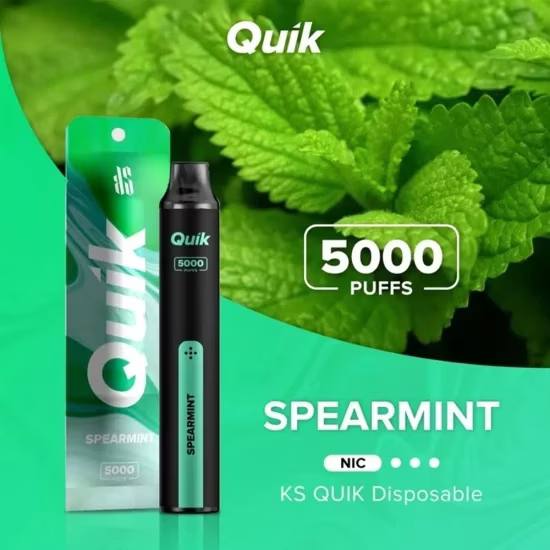 Quik
KS
Quik
SPEARMINT
5000
Quik
5000
PUFFS
SPEARMINT
5000
PUFFS
SPEARMINT
NIC
KS QUIK Disposable